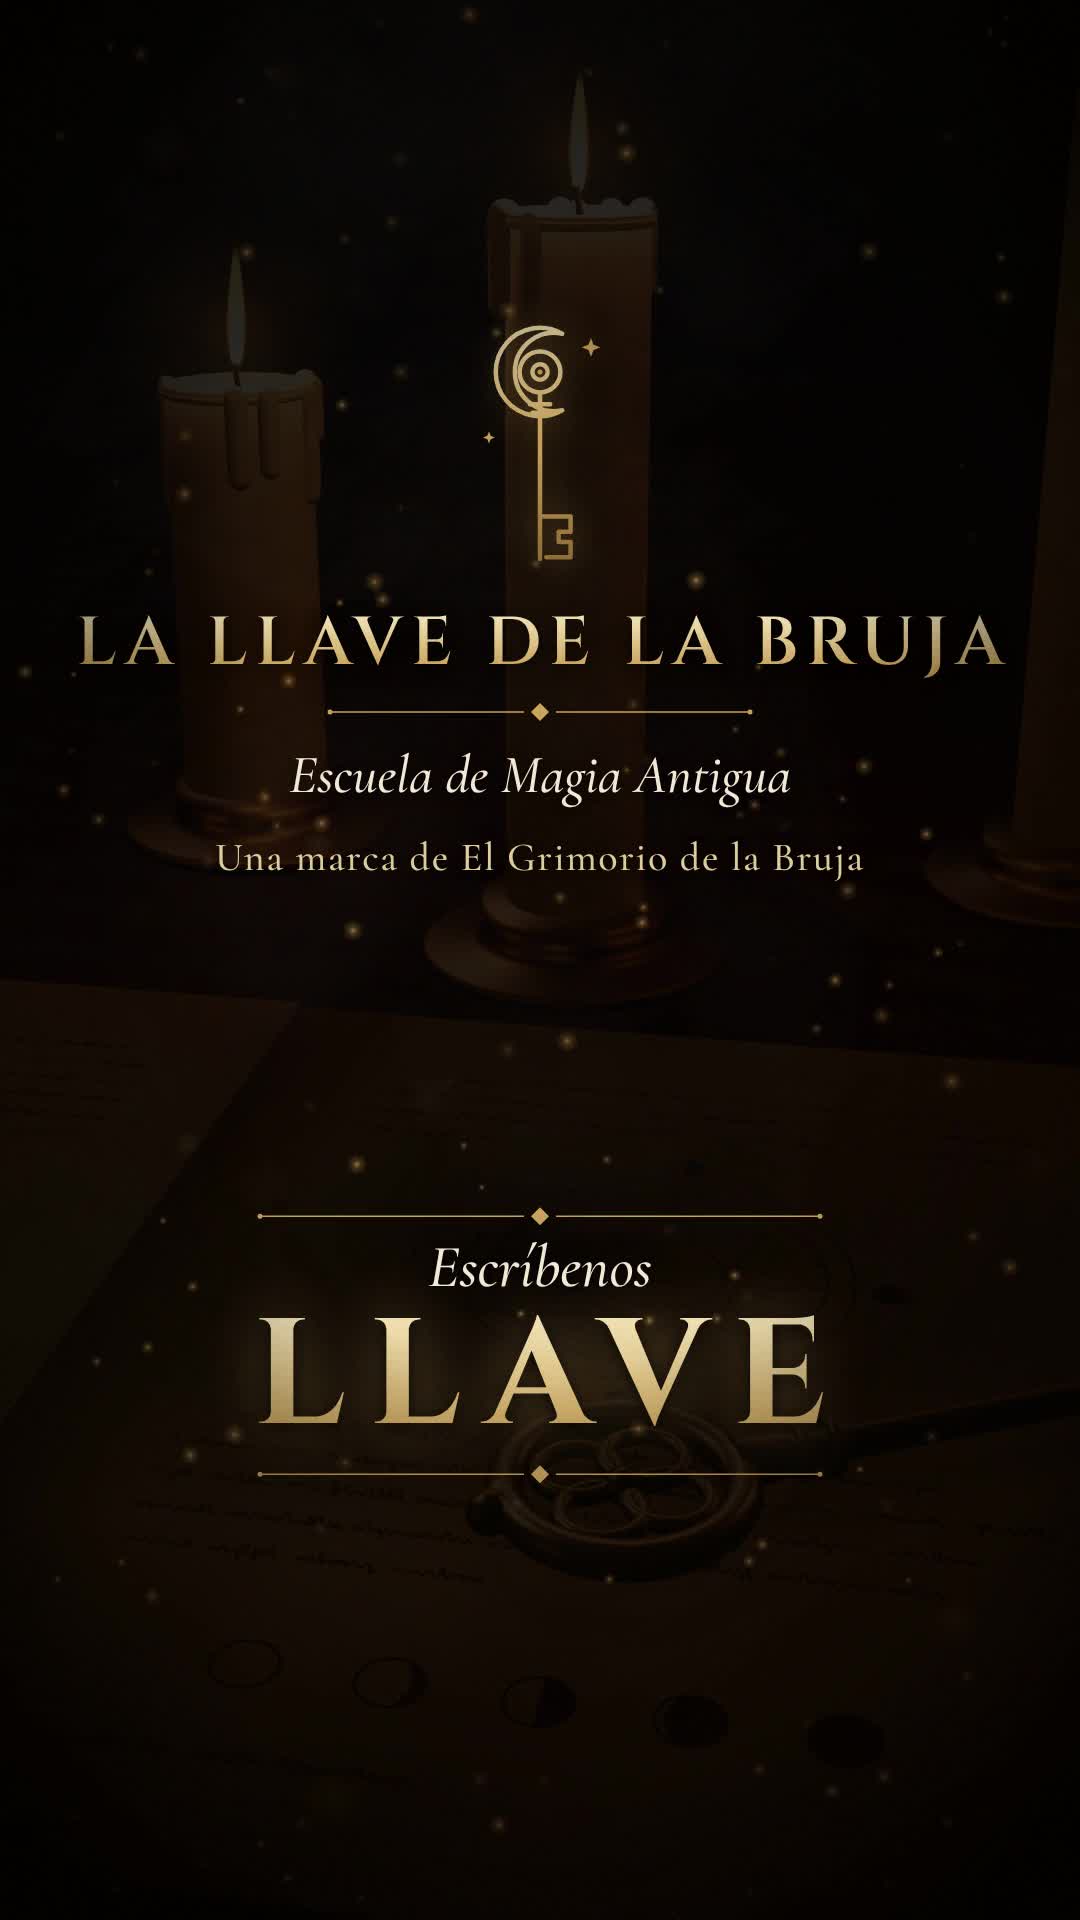 LA LLAVE DE LA BRUJA
Escuela de Magia Antigua
Una marca de El Grimorio de la Bruja
Escríbenos
LLAVE